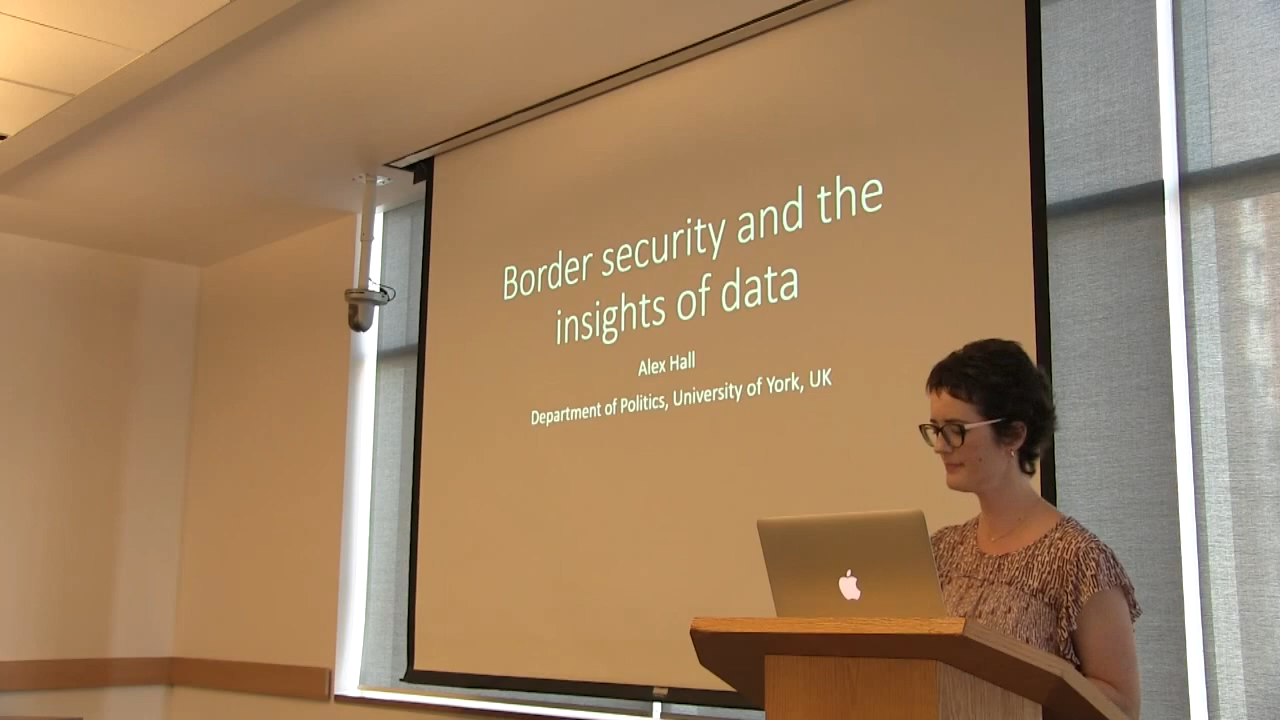 Border security and the
insights of data
Alex Hall
Department of Politics, University of York, UK